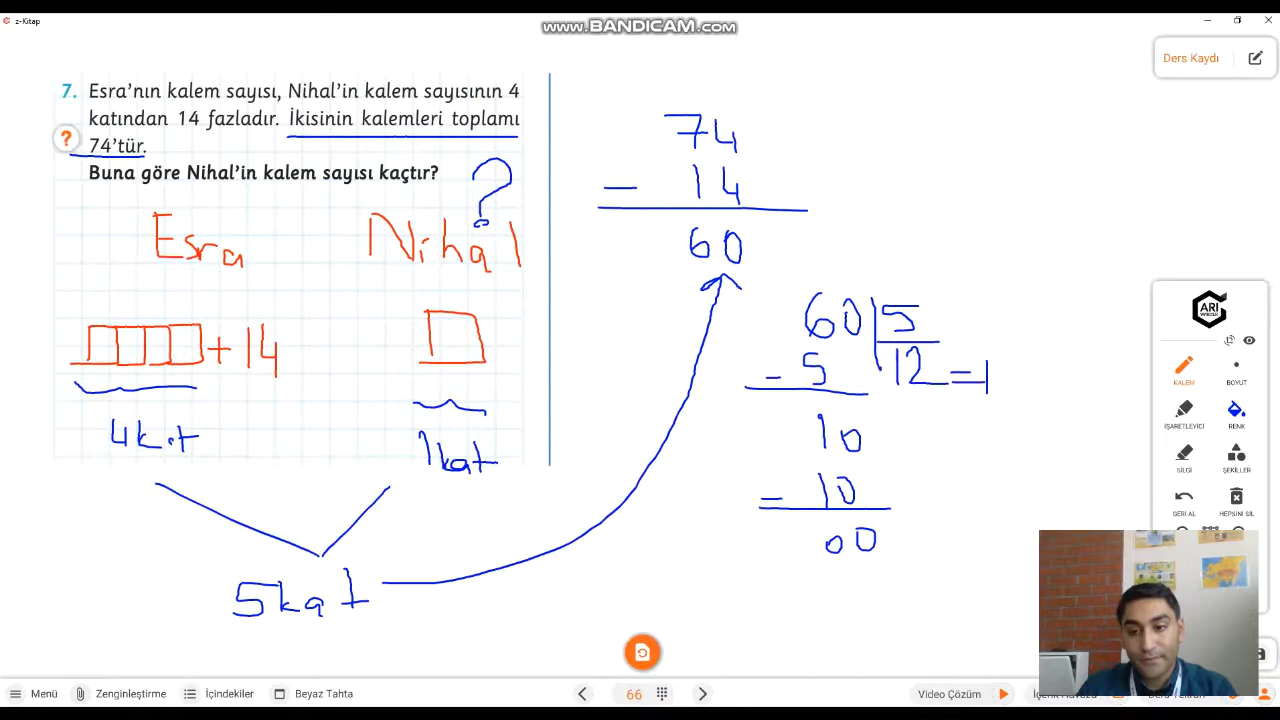 z-Kitap
www.BANDICAM.com
Ders Kaydı
7. Esra'nın kalem sayısı, Nihal'in kalem sayısının 4
katından 14 fazladır. İkisinin kalemleri toplamı
? 74'tür.
Buna göre Nihal'in kalem sayısı kaçtır?
?
Esra Nihal
+ 14
4kat 1kat
5kat
74
- 14
60
60 5
- 5 12 = 1
10
- 10
00
ARI
KALEM BOYUT
İŞARETLEYİCİ RENK
SİLGİ ŞEKİLLER
GERİ AL HEPSİNİ SİL
Menü Zenginleştirme İçindekiler Beyaz Tahta 66 Video Çözüm